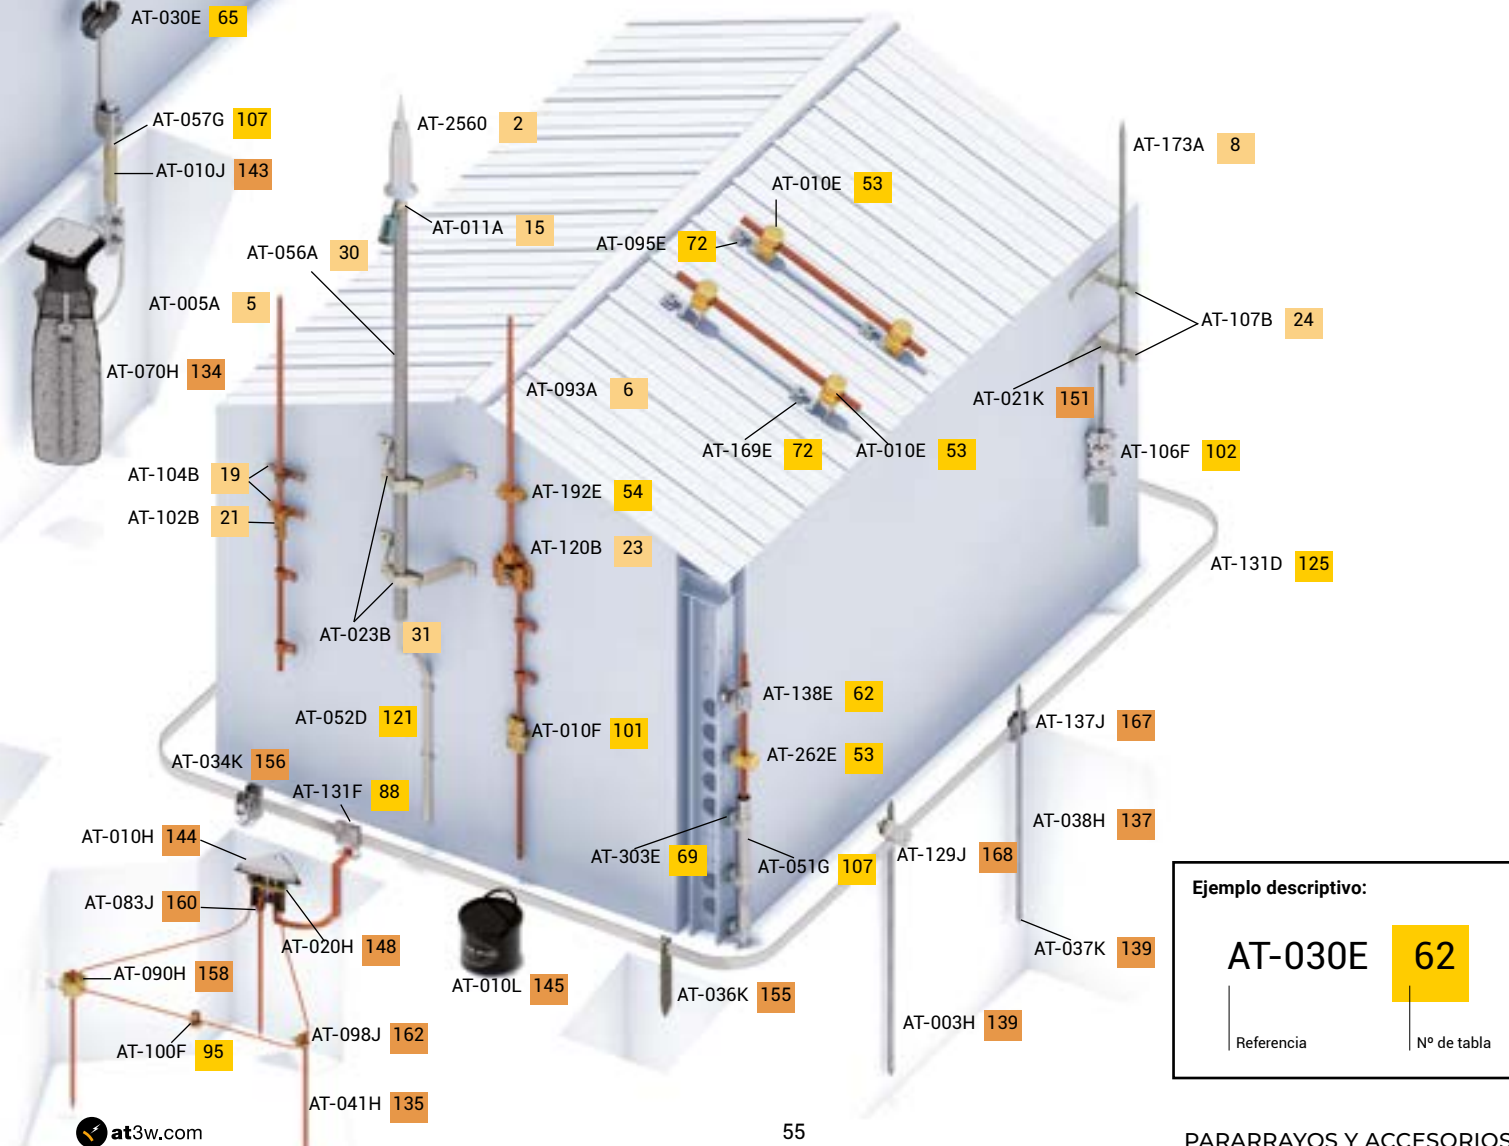 AT-030E 65
AT-057G 107
AT-010J 143
AT-2560 2
AT-173A 8
AT-010E 53
AT-011A 15
AT-095E 72
AT-056A 30
AT-005A 5
AT-107B 24
AT-070H 134
AT-093A 6
AT-021K 151
AT-169E 72
AT-010E 53
AT-106F 102
AT-104B 19
AT-192E 54
AT-102B 21
AT-120B 23
AT-131D 125
AT-023B 31
AT-138E 62
AT-052D 121
AT-010F 101
AT-137J 167
AT-262E 53
AT-034K 156
AT-131F 88
AT-038H 137
AT-010H 144
AT-303E 69
AT-051G 107
AT-129J 168
AT-083J 160
AT-020H 148
AT-037K 139
AT-090H 158
AT-010L 145
AT-036K 155
AT-003H 139
AT-098J 162
AT-100F 95
AT-041H 135
Ejemplo descriptivo:
AT-030E 62
Referencia Nº de tabla
at3w.com
55
PARARRAYOS Y ACCESORIOS